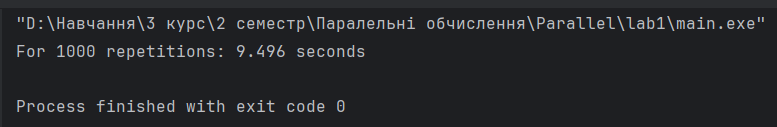 "D:\Навчання\3 курс\2 семестр\Паралельні обчислення\Parallel\lab1\main.exe"
For 1000 repetitions: 9.496 seconds
Process finished with exit code 0